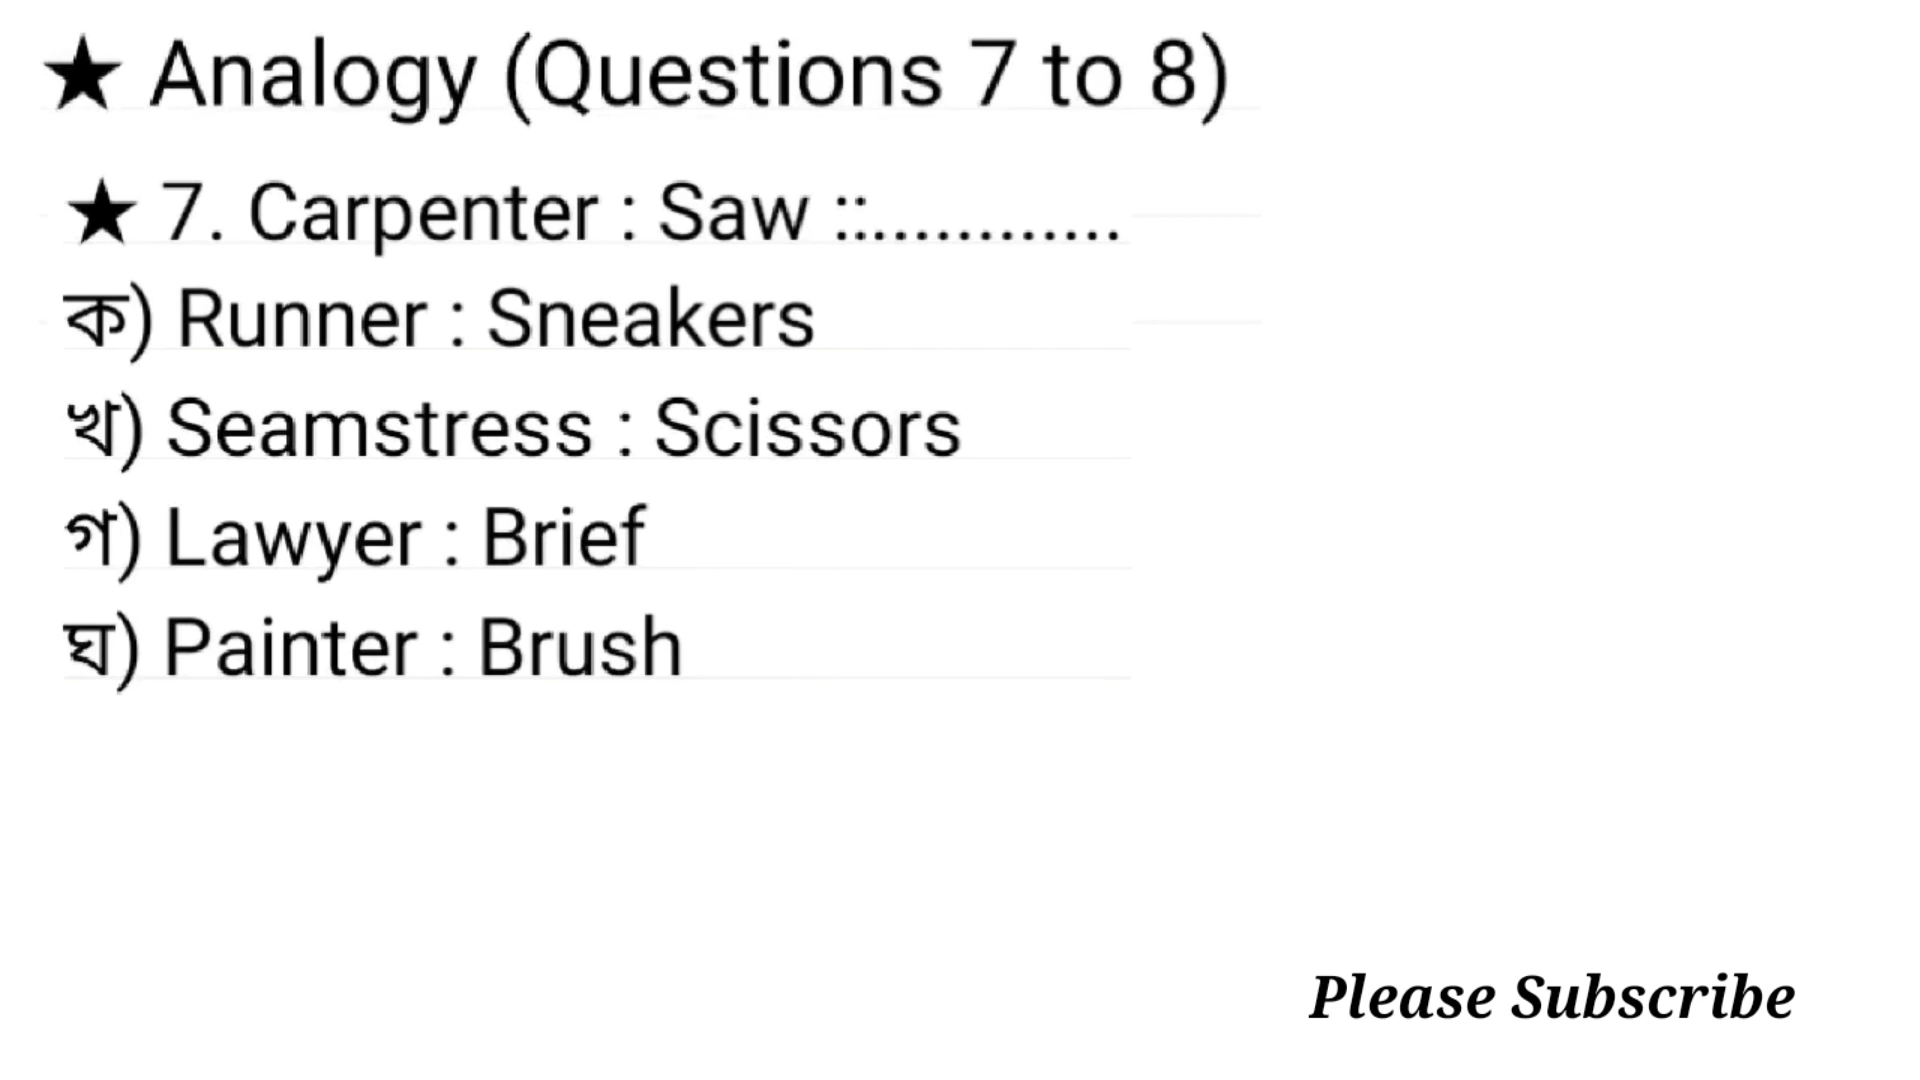 ★ Analogy (Questions 7 to 8)
★ 7. Carpenter : Saw ::.............
ক) Runner : Sneakers
খ) Seamstress : Scissors
গ) Lawyer : Brief
ঘ) Painter : Brush
Please Subscribe